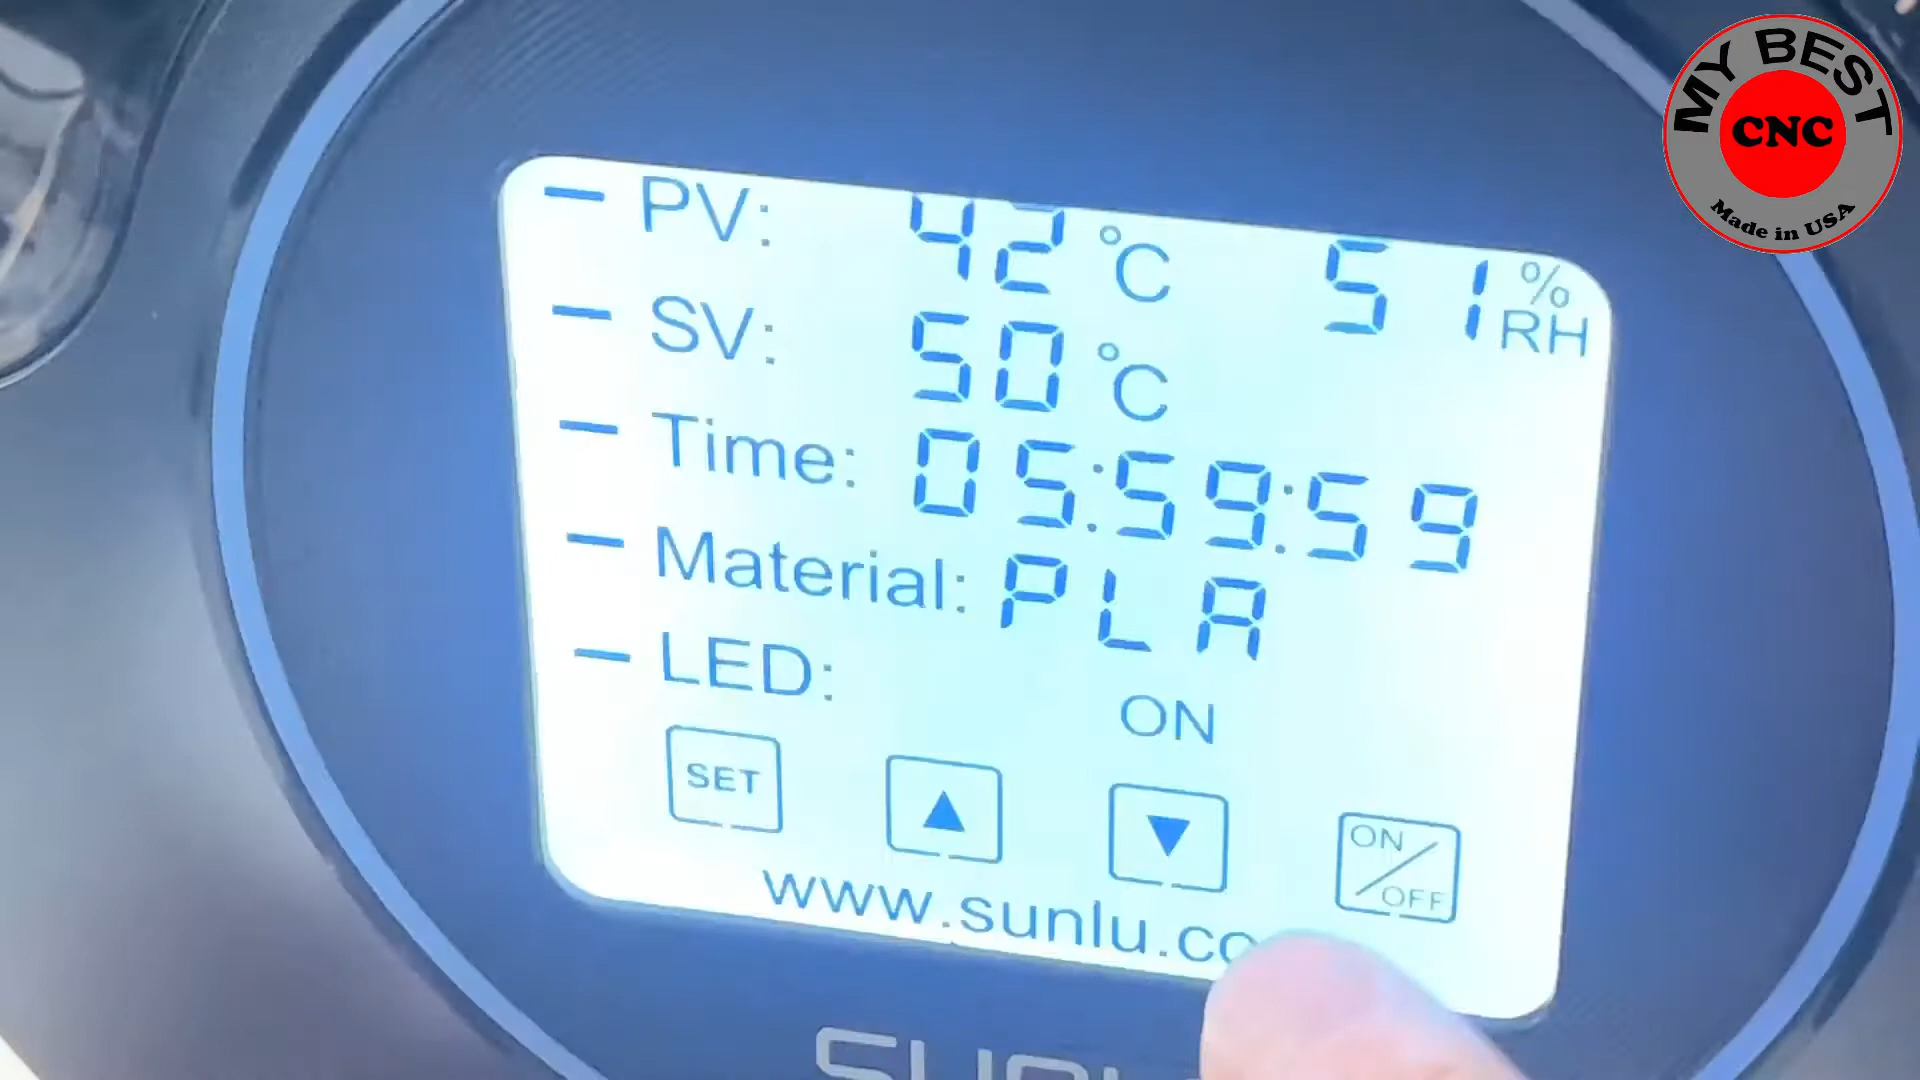 PV: 42 °C 51 % RH
SV: 50 °C
Time: 05:59:59
Material: PLA
LED: ON
SET ▲ ▼ ON/OFF
www.sunlu.co
MY BEST
CNC
Made in USA